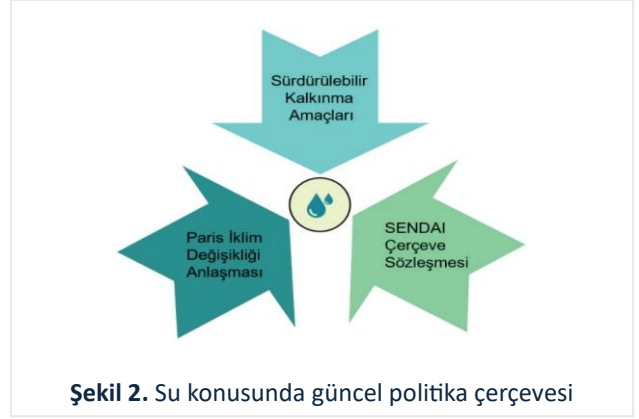 Sürdürülebilir
Kalkınma
Amaçları
Paris İklim
Değişikliği
Anlaşması
SENDAI
Çerçeve
Sözleşmesi
Şekil 2. Su konusunda güncel politika çerçevesi